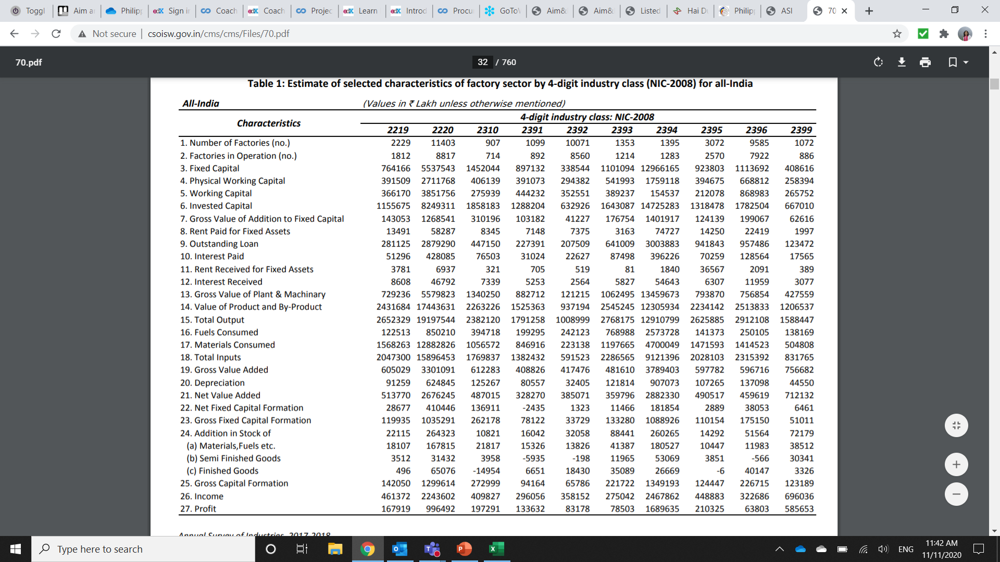 Toggl Aim a Philipp Sign i Coach Coach Projec Learn Introd Procu GoTo Aim& Aim& Listed Hai D Philip ASI 70
Not secure | csoisw.gov.in/cms/cms/Files/70.pdf
70.pdf 32 / 760
Table 1: Estimate of selected characteristics of factory sector by 4-digit industry class (NIC-2008) for all-India
All-India (Values in ₹ Lakh unless otherwise mentioned)
4-digit industry class: NIC-2008
Characteristics
2219 2220 2310 2391 2392 2393 2394 2395 2396 2399
1. Number of Factories (no.) 2229 11403 907 1099 10071 1353 1395 3072 9585 1072
2. Factories in Operation (no.) 1812 8817 714 892 8560 1214 1283 2570 7922 886
3. Fixed Capital 764166 5537543 1452044 897132 338544 1101094 12966165 923803 1113692 408616
4. Physical Working Capital 391509 2711768 406139 391073 294382 541993 1759118 394675 668812 258394
5. Working Capital 366170 3851756 275939 444232 352551 389237 154537 212078 868983 265752
6. Invested Capital 1155675 8249311 1858183 1288204 632926 1643087 14725283 1318478 1782504 667010
7. Gross Value of Addition to Fixed Capital 143053 1268541 310196 103182 41227 176754 1401917 124139 199067 62616
8. Rent Paid for Fixed Assets 13491 58287 8345 7148 7375 3163 74727 14250 22419 1997
9. Outstanding Loan 281125 2879290 447150 227391 207509 641009 3003883 941843 957486 123472
10. Interest Paid 51296 428085 76503 31024 22627 87498 396226 70259 128564 17565
11. Rent Received for Fixed Assets 3781 6937 321 705 519 81 1840 36567 2091 389
12. Interest Received 8608 46792 7339 5253 2564 5827 54643 6307 11959 3077
13. Gross Value of Plant & Machinary 729236 5579823 1340250 882712 121215 1062495 13459673 793870 756854 427559
14. Value of Product and By-Product 2431684 17443631 2263226 1525363 937194 2545245 12305934 2234142 2513833 1206537
15. Total Output 2652329 19197544 2382120 1791258 1008999 2768175 12910799 2625885 2912108 1588447
16. Fuels Consumed 122513 850210 394718 199295 242123 768988 2573728 141373 250105 138169
17. Materials Consumed 1568263 12882826 1056572 846916 223138 1197665 4700049 1471593 1414523 504808
18. Total Inputs 2047300 15896453 1769837 1382432 591523 2286565 9121396 2028103 2315392 831765
19. Gross Value Added 605029 3301091 612283 408826 417476 481610 3789403 597782 596716 756682
20. Depreciation 91259 624845 125267 80557 32405 121814 907073 107265 137098 44550
21. Net Value Added 513770 2676245 487015 328270 385071 359796 2882330 490517 459619 712132
22. Net Fixed Capital Formation 28677 410446 136911 -2435 1323 11466 181854 2889 38053 6461
23. Gross Fixed Capital Formation 119935 1035291 262178 78122 33729 133280 1088926 110154 175150 51011
24. Addition in Stock of 22115 264323 10821 16042 32058 88441 260265 14292 51564 72179
(a) Materials,Fuels etc. 18107 167815 21817 15326 13826 41387 180527 10447 11983 38512
(b) Semi Finished Goods 3512 31432 3958 -5935 -198 11965 53069 3851 -566 30341
(c) Finished Goods 496 65076 -14954 6651 18430 35089 26669 -6 40147 3326
25. Gross Capital Formation 142050 1299614 272999 94164 65786 221722 1349193 124447 226715 123189
26. Income 461372 2243602 409827 296056 358152 275042 2467862 448883 322686 696036
27. Profit 167919 996492 197291 133632 83178 78503 1689635 210325 63803 585653
Annual Survey of Industries, 2017-2018
Type here to search
ENG
11:42 AM
11/11/2020